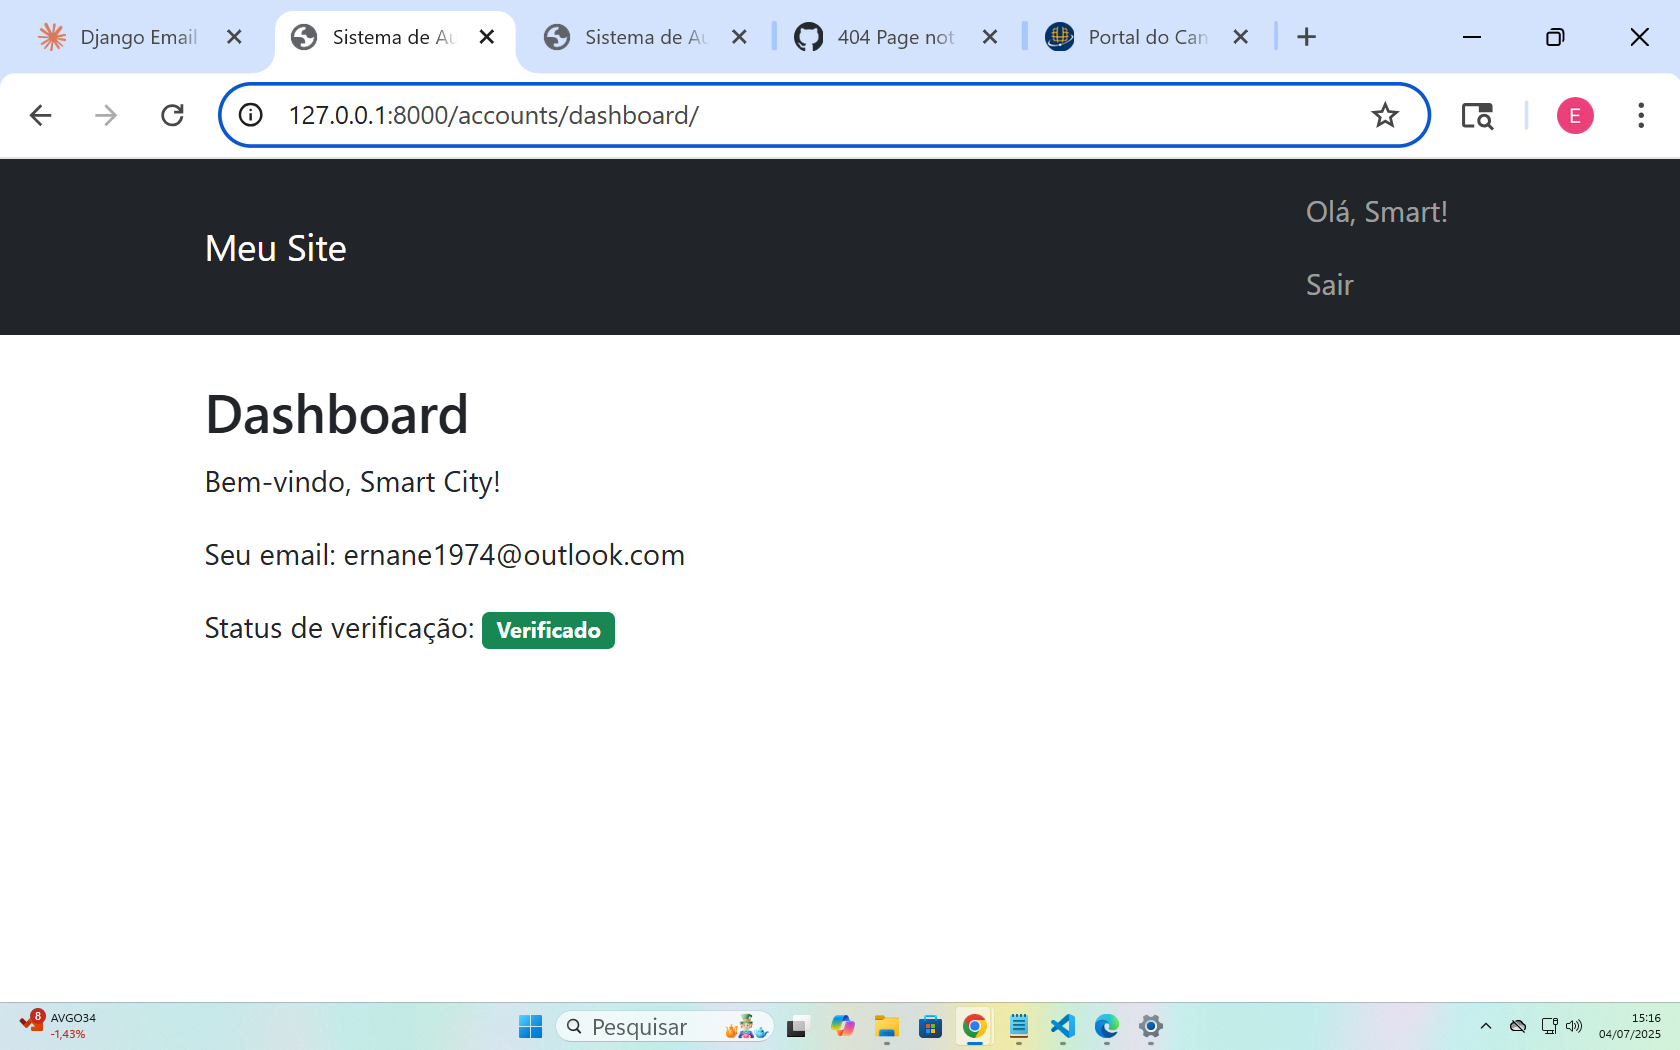 Django Email
Sistema de Au
Sistema de Au
404 Page not
Portal do Can
127.0.0.1:8000/accounts/dashboard/
E
Meu Site
Olá, Smart!
Sair
Dashboard
Bem-vindo, Smart City!
Seu email: ernane1974@outlook.com
Status de verificação: Verificado
8
AVGO34
-1,43%
Pesquisar
15:16
04/07/2025